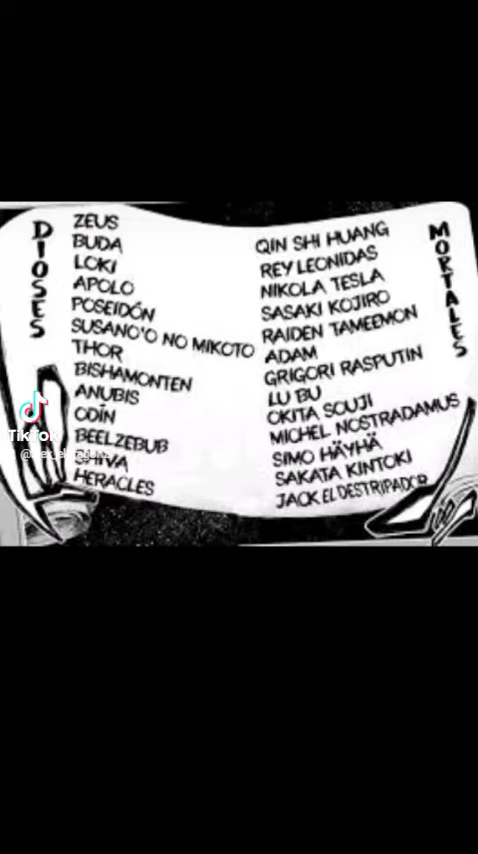 DIOSES
ZEUS
BUDA
LOKI
APOLO
POSEIDÓN
SUSANO'O NO MIKOTO
THOR
BISHAMONTEN
ANUBIS
ODÍN
BEELZEBUB
SHIVA
HERACLES
MORTALES
QIN SHI HUANG
REY LEONIDAS
NIKOLA TESLA
SASAKI KOJIRO
RAIDEN TAMEEMON
ADAM
GRIGORI RASPUTIN
LU BU
OKITA SOUJI
MICHEL NOSTRADAMUS
SIMO HÄYHÄ
SAKATA KINTOKI
JACK EL DESTRIPADOR
TikTok